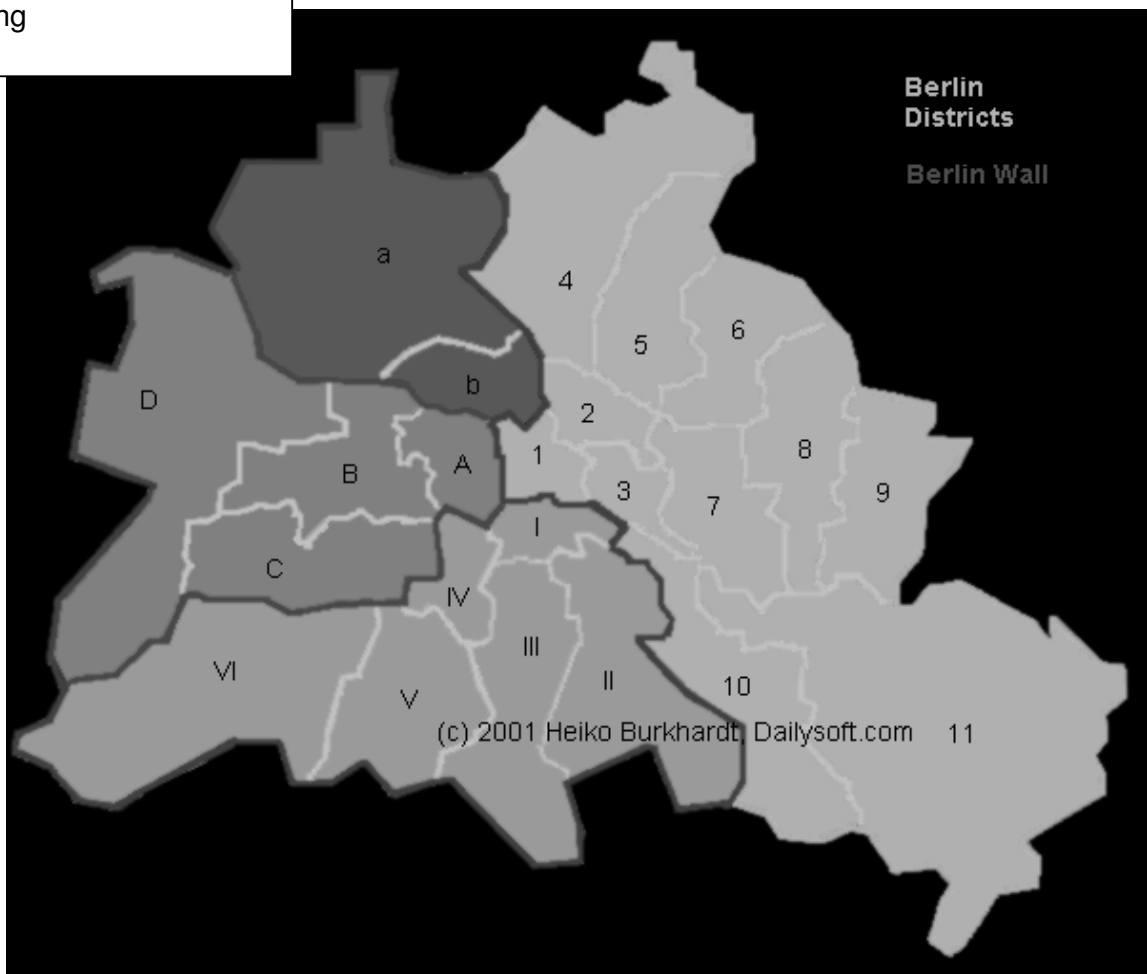 ng
Berlin
Districts
Berlin Wall
a
4
6
5
b
D
2
1
A
8
B
3
9
7
I
C
IV
III
VI
II
10
V
(c) 2001 Heiko Burkhardt, Dailysoft.com
11